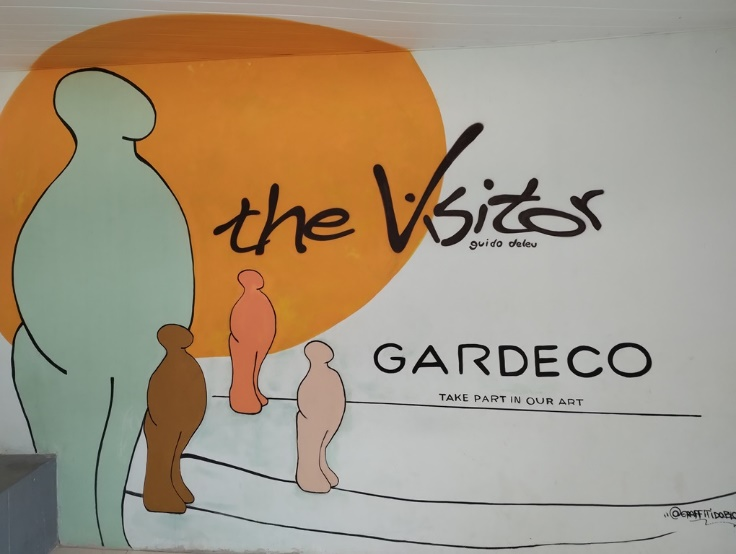 the Visitor
guido deleu
GARDECO
TAKE PART IN OUR ART